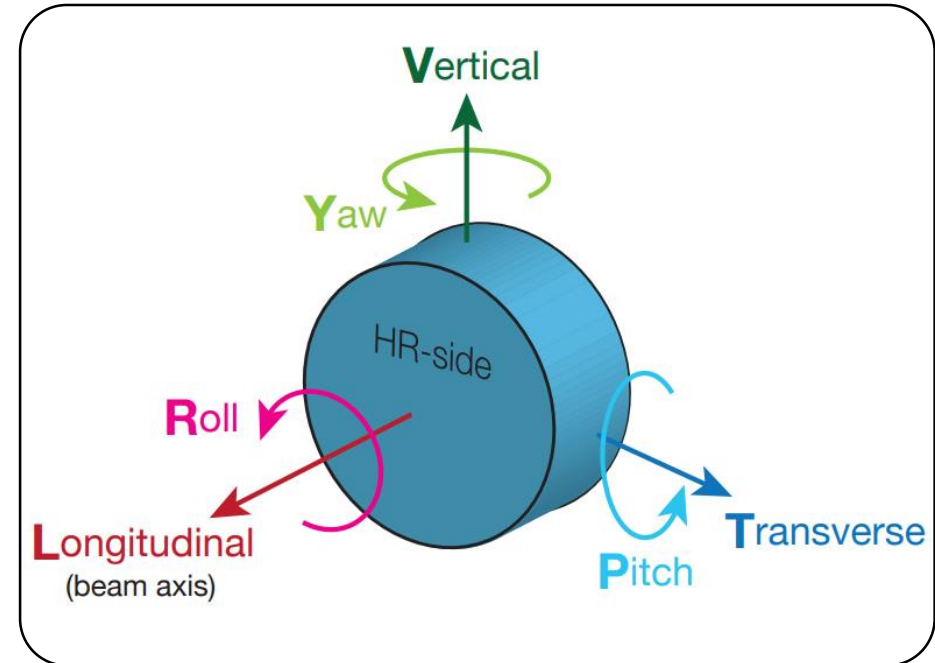 Vertical
Yaw
HR-side
Roll
Longitudinal
(beam axis)
Transverse
Pitch